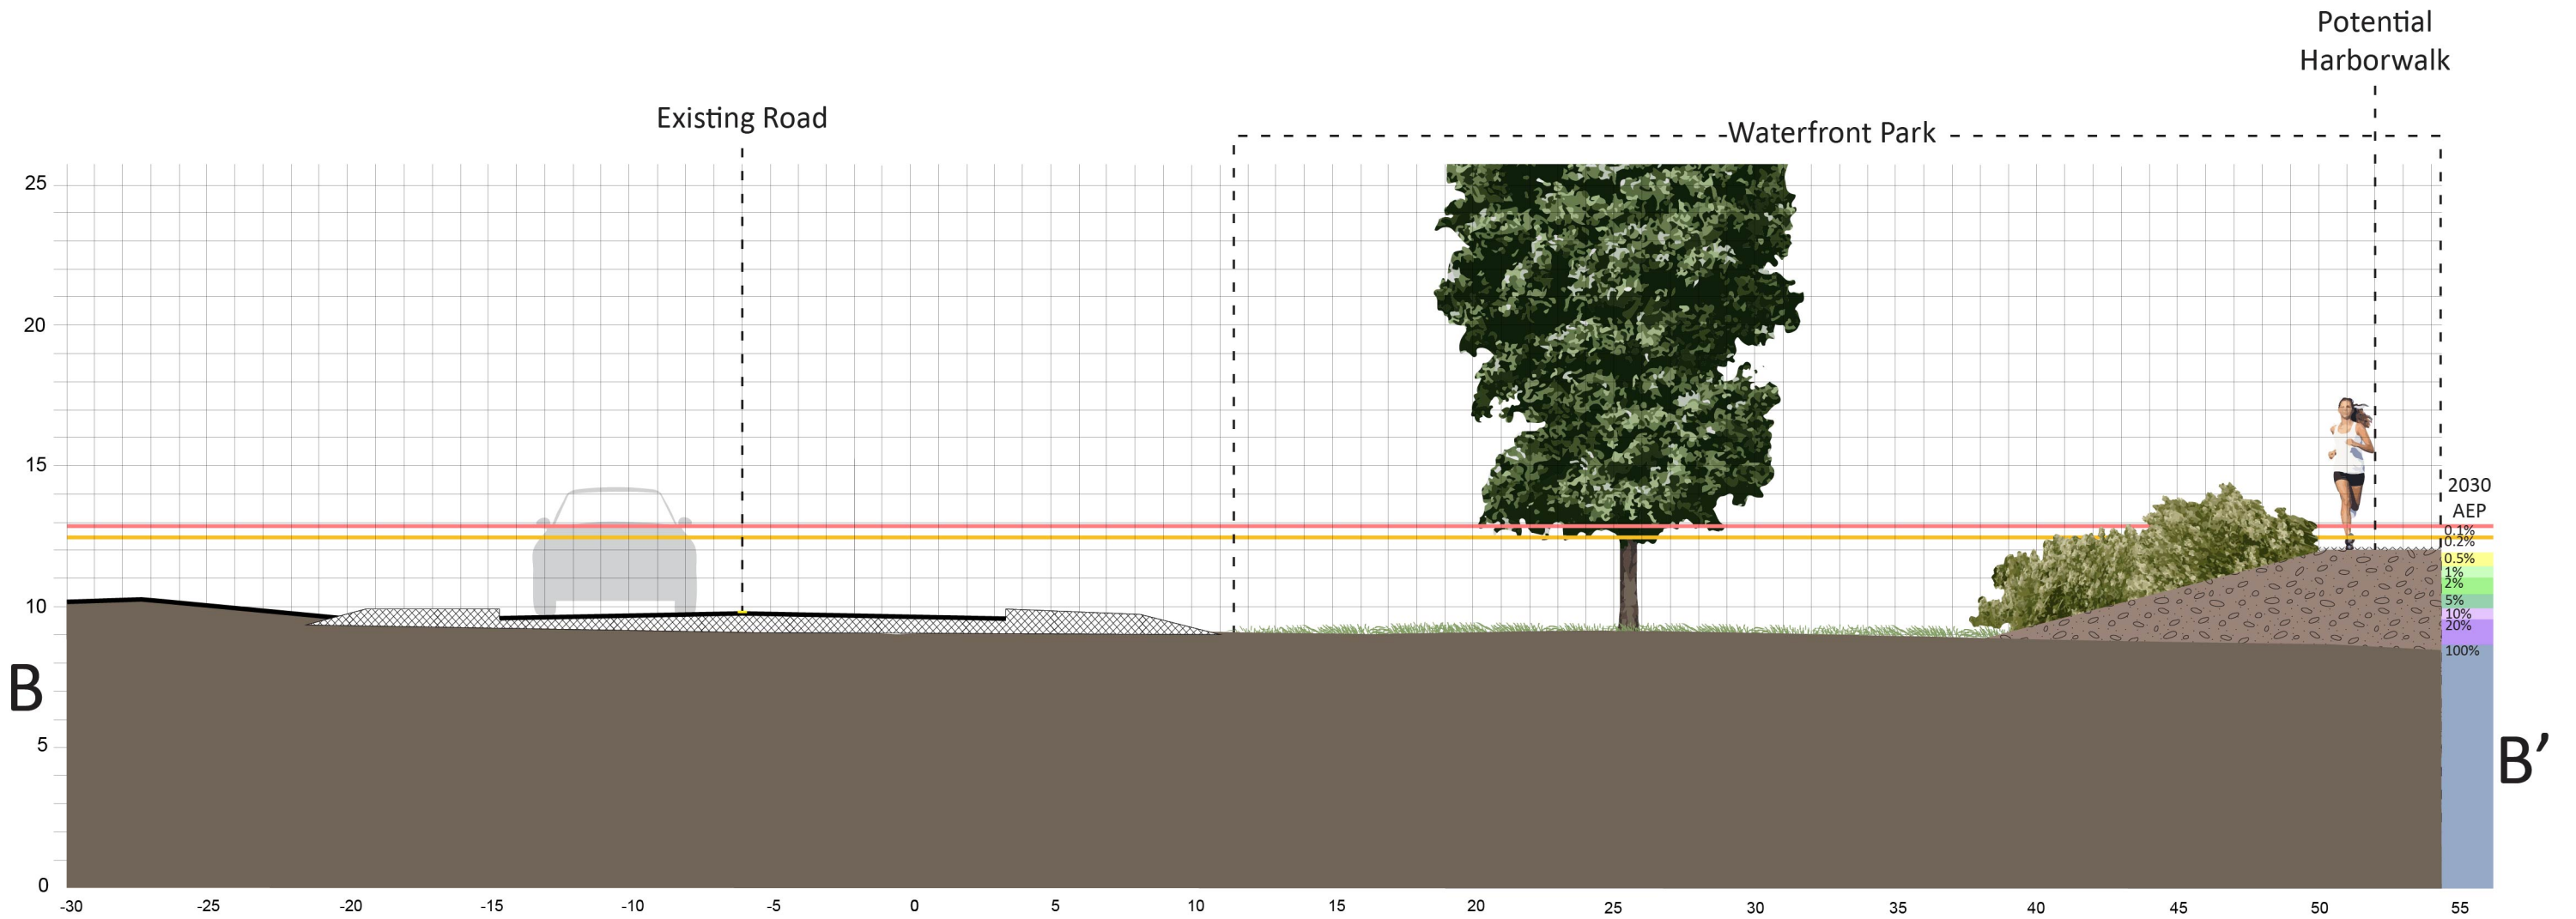 Potential
Harborwalk
Existing Road
Waterfront Park
25
20
15
10
5
0
2030
AEP
0.1%
0.2%
0.5%
1%
2%
5%
10%
20%
100%
B
B’
-30 -25 -20 -15 -10 -5 0 5 10 15 20 25 30 35 40 45 50 55